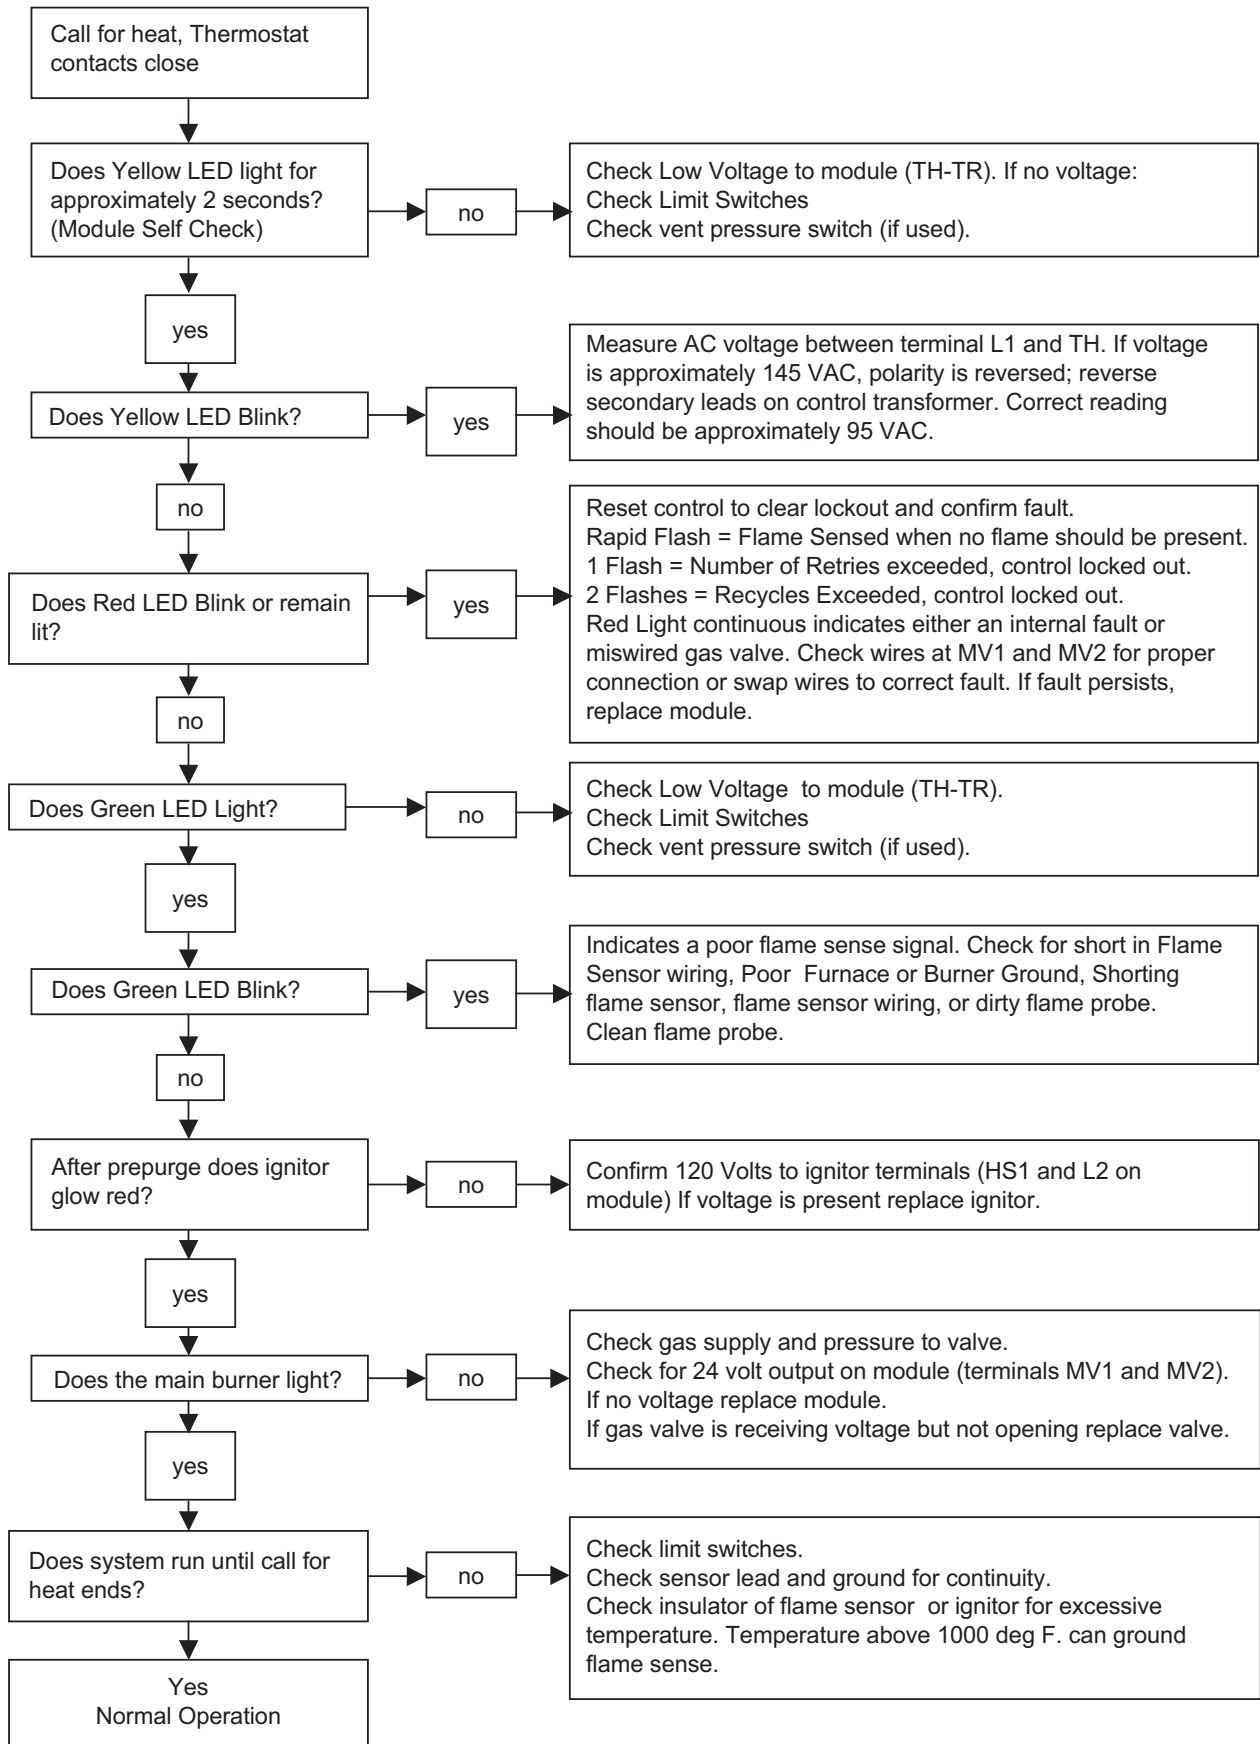 Call for heat, Thermostat
contacts close
Does Yellow LED light for
approximately 2 seconds?
(Module Self Check)
no
Check Low Voltage to module (TH-TR). If no voltage:
Check Limit Switches
Check vent pressure switch (if used).
yes
Does Yellow LED Blink?
yes
Measure AC voltage between terminal L1 and TH. If voltage
is approximately 145 VAC, polarity is reversed; reverse
secondary leads on control transformer. Correct reading
should be approximately 95 VAC.
no
Does Red LED Blink or remain
lit?
yes
Reset control to clear lockout and confirm fault.
Rapid Flash = Flame Sensed when no flame should be present.
1 Flash = Number of Retries exceeded, control locked out.
2 Flashes = Recycles Exceeded, control locked out.
Red Light continuous indicates either an internal fault or
miswired gas valve. Check wires at MV1 and MV2 for proper
connection or swap wires to correct fault. If fault persists,
replace module.
no
Does Green LED Light?
no
Check Low Voltage to module (TH-TR).
Check Limit Switches
Check vent pressure switch (if used).
yes
Does Green LED Blink?
yes
Indicates a poor flame sense signal. Check for short in Flame
Sensor wiring, Poor Furnace or Burner Ground, Shorting
flame sensor, flame sensor wiring, or dirty flame probe.
Clean flame probe.
no
After prepurge does ignitor
glow red?
no
Confirm 120 Volts to ignitor terminals (HS1 and L2 on
module) If voltage is present replace ignitor.
yes
Does the main burner light?
no
Check gas supply and pressure to valve.
Check for 24 volt output on module (terminals MV1 and MV2).
If no voltage replace module.
If gas valve is receiving voltage but not opening replace valve.
yes
Does system run until call for
heat ends?
no
Check limit switches.
Check sensor lead and ground for continuity.
Check insulator of flame sensor or ignitor for excessive
temperature. Temperature above 1000 deg F. can ground
flame sense.
Yes
Normal Operation